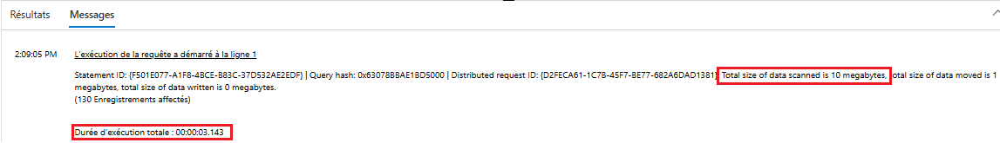 Résultats Messages
2:09:05 PM L'exécution de la requête a démarré à la ligne 1
Statement ID: {F501E077-A1F8-4BCE-B83C-37D532AE2EDF} | Query hash: 0x63078BBAE1BD5000 | Distributed request ID: {D2FECA61-1C7B-45F7-BE77-682A6DAD1381} Total size of data scanned is 10 megabytes, total size of data moved is 1
megabytes, total size of data written is 0 megabytes.
(130 Enregistrements affectés)
Durée d'exécution totale : 00:00:03.143